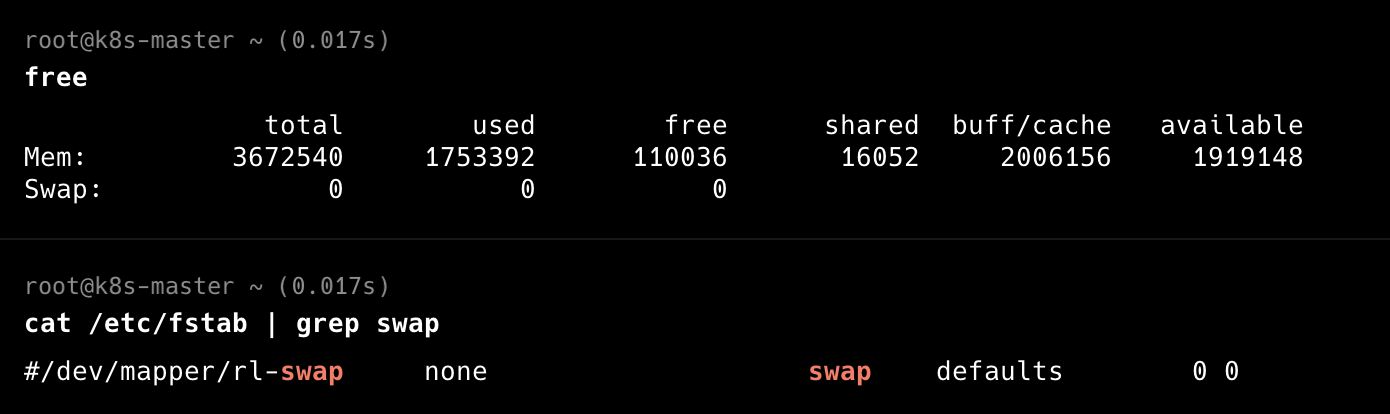 root@k8s-master ~ (0.017s)
free
total used free shared buff/cache available
Mem: 3672540 1753392 110036 16052 2006156 1919148
Swap: 0 0 0
root@k8s-master ~ (0.017s)
cat /etc/fstab | grep swap
#/dev/mapper/rl-swap none swap defaults 0 0